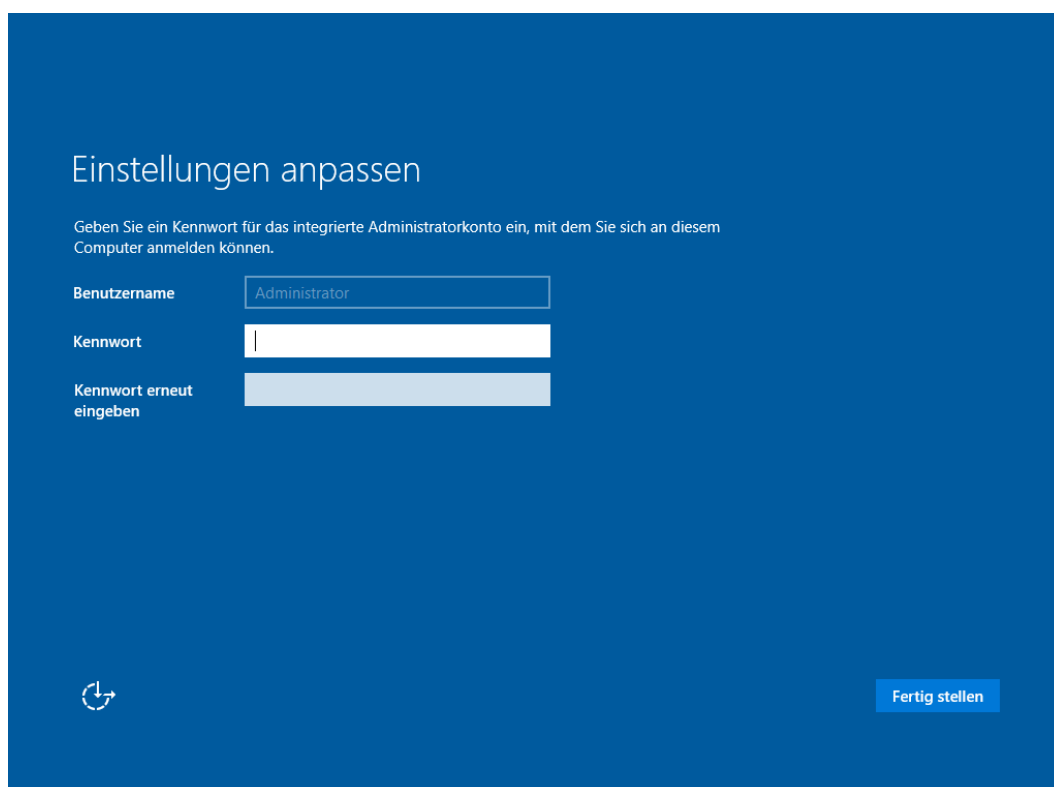 Einstellungen anpassen
Geben Sie ein Kennwort für das integrierte Administratorkonto ein, mit dem Sie sich an diesem
Computer anmelden können.
Benutzername
Administrator
Kennwort
Kennwort erneut
eingeben
Fertig stellen